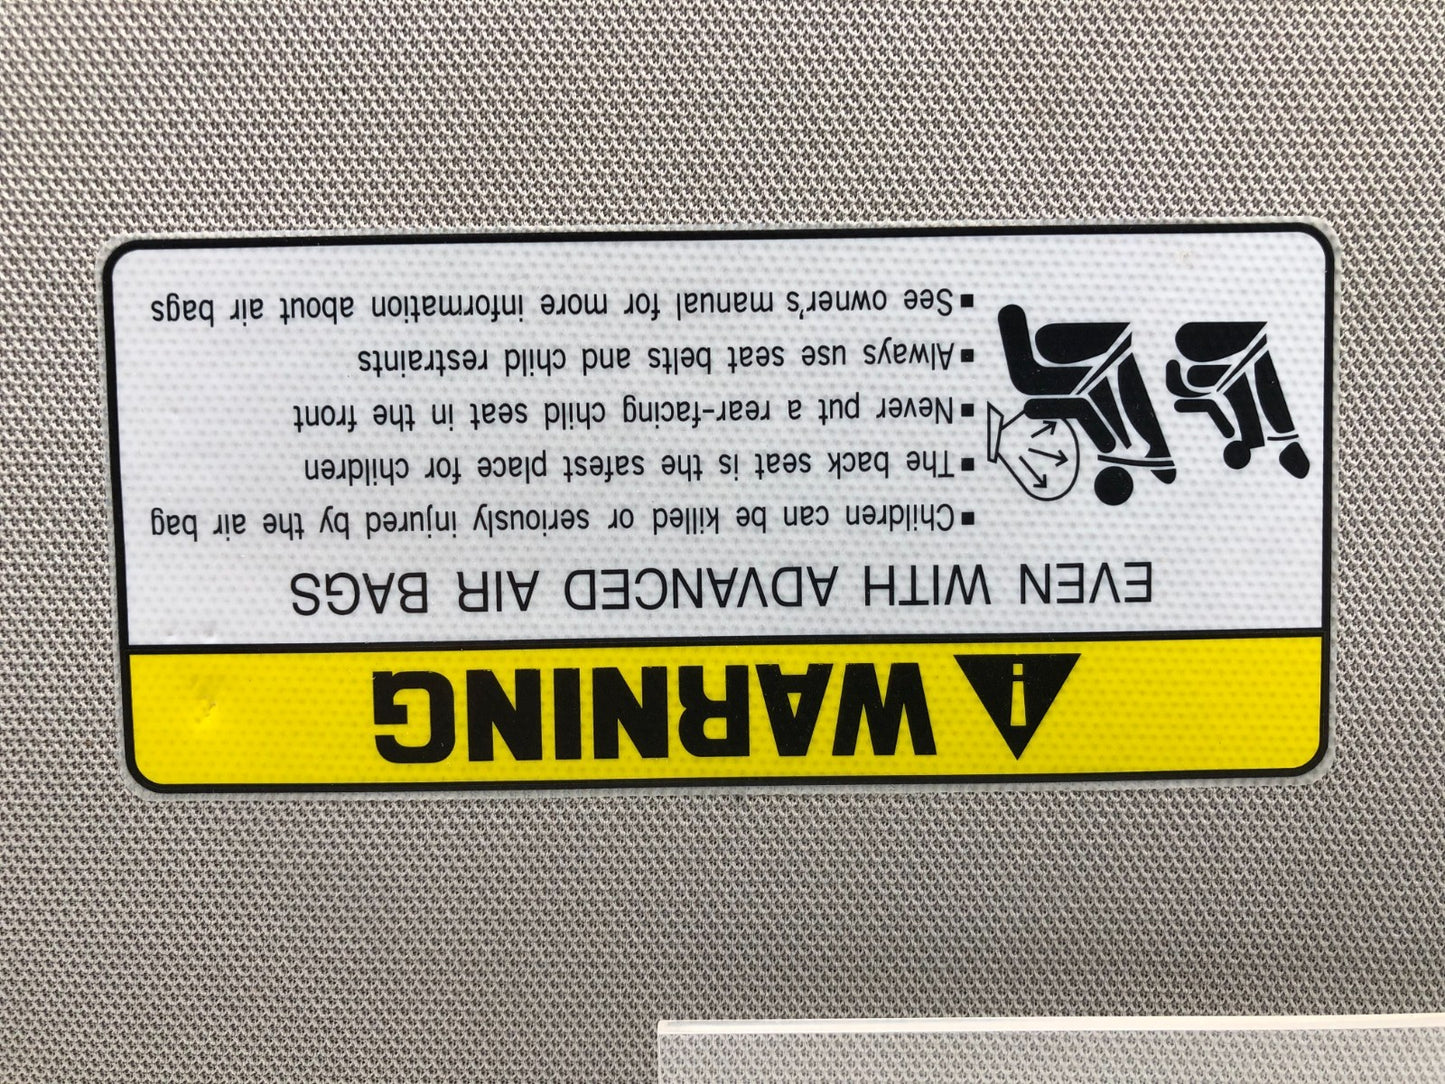 WARNING
EVEN WITH ADVANCED AIR BAGS
▪Children can be killed or seriously injured by the air bag
▪The back seat is the safest place for children
▪Never put a rear-facing child seat in the front
▪Always use seat belts and child restraints
▪See owner's manual for more information about air bags